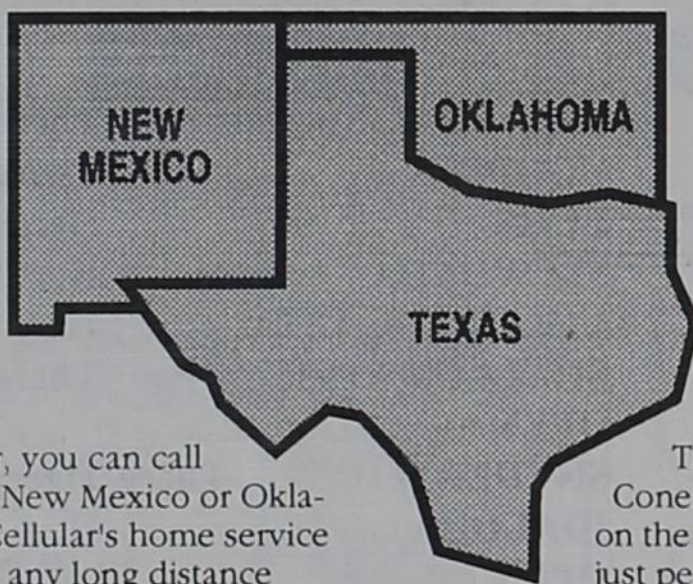 NEW
MEXICO
OKLAHOMA
TEXAS
, you can call
New Mexico or Okla-
Cellular's home service
any long distance
T
Cone
on the
just pe